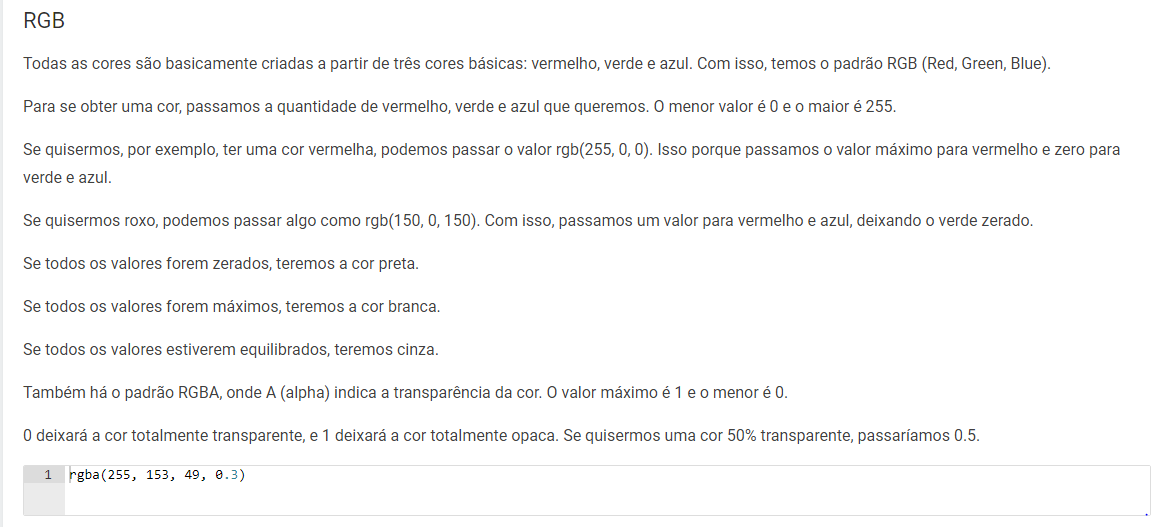 RGB
Todas as cores são basicamente criadas a partir de três cores básicas: vermelho, verde e azul. Com isso, temos o padrão RGB (Red, Green, Blue).
Para se obter uma cor, passamos a quantidade de vermelho, verde e azul que queremos. O menor valor é 0 e o maior é 255.
Se quisermos, por exemplo, ter uma cor vermelha, podemos passar o valor rgb(255, 0, 0). Isso porque passamos o valor máximo para vermelho e zero para
verde e azul.
Se quisermos roxo, podemos passar algo como rgb(150, 0, 150). Com isso, passamos um valor para vermelho e azul, deixando o verde zerado.
Se todos os valores forem zerados, teremos a cor preta.
Se todos os valores forem máximos, teremos a cor branca.
Se todos os valores estiverem equilibrados, teremos cinza.
Também há o padrão RGBA, onde A (alpha) indica a transparência da cor. O valor máximo é 1 e o menor é 0.
0 deixará a cor totalmente transparente, e 1 deixará a cor totalmente opaca. Se quisermos uma cor 50% transparente, passaríamos 0.5.
1 rgba(255, 153, 49, 0.3)